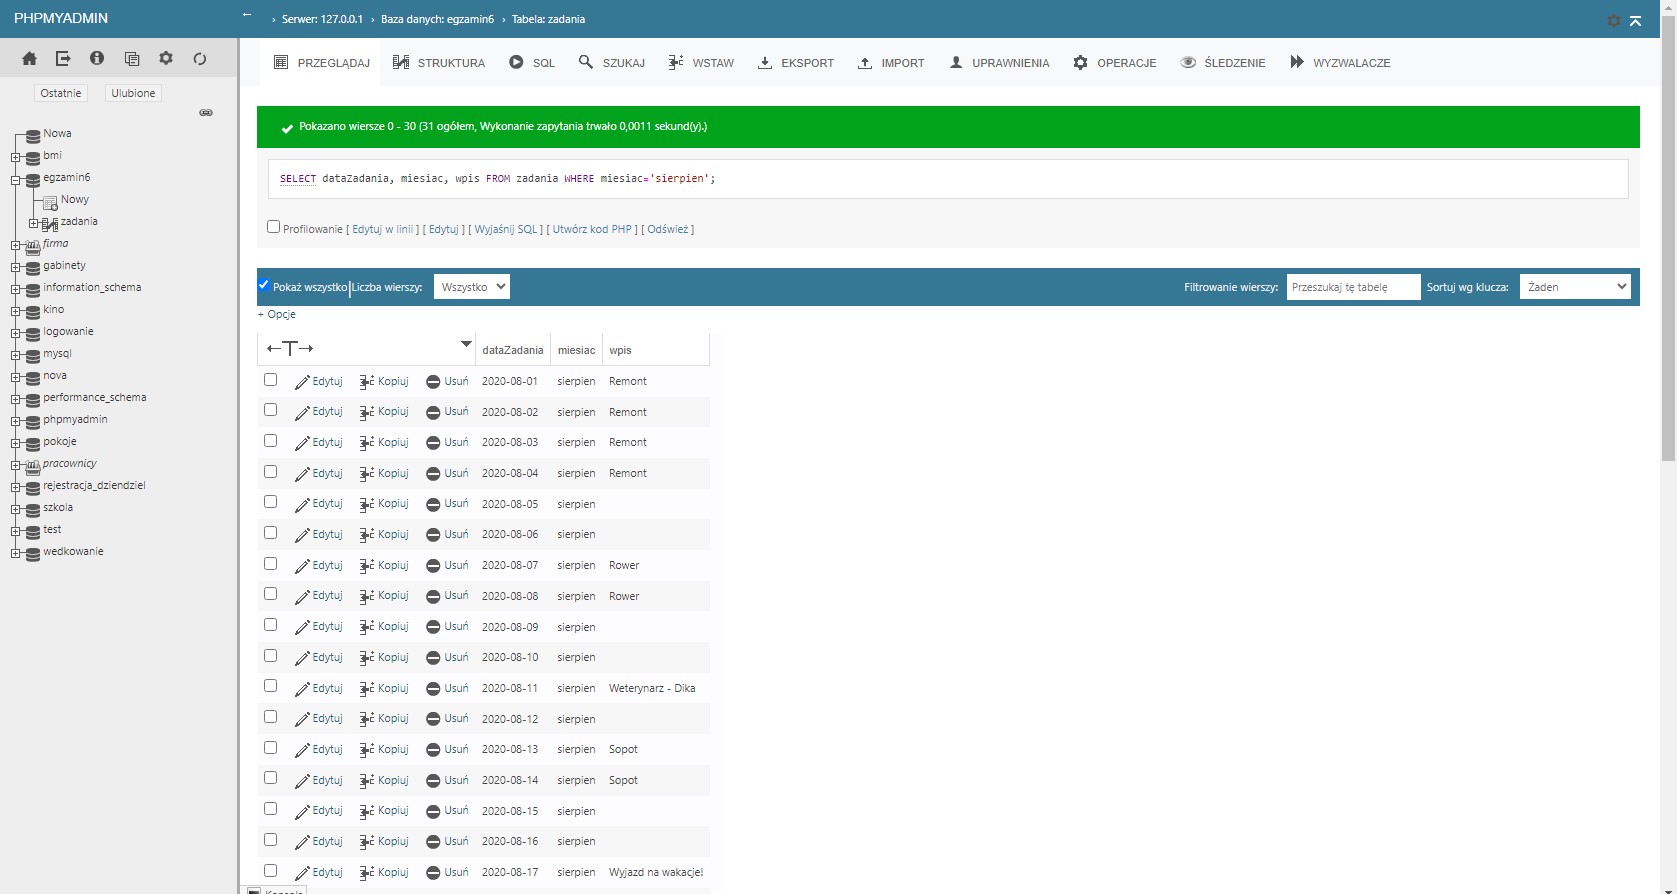 PHPMYADMIN
← › Serwer: 127.0.0.1 › Baza danych: egzamin6 › Tabela: zadania
Ostatnie Ulubione
Nowa
bmi
egzamin6
Nowy
zadania
firma
gabinety
information_schema
kino
logowanie
mysql
nova
performance_schema
phpmyadmin
pokoje
pracownicy
rejestracja_dziendziel
szkola
test
wedkowanie
PRZEGLĄDAJ STRUKTURA SQL SZUKAJ WSTAW EKSPORT IMPORT UPRAWNIENIA OPERACJE ŚLEDZENIE WYZWALACZE
Pokazano wiersze 0 - 30 (31 ogółem, Wykonanie zapytania trwało 0,0011 sekund(y).)
SELECT dataZadania, miesiac, wpis FROM zadania WHERE miesiac='sierpien';
Profilowanie [ Edytuj w linii ] [ Edytuj ] [ Wyjaśnij SQL ] [ Utwórz kod PHP ] [ Odśwież ]
Pokaż wszystko Liczba wierszy: Wszystko Filtrowanie wierszy: Przeszukaj tę tabelę Sortuj wg klucza: Żaden
+ Opcje
←T→ dataZadania miesiac wpis
Edytuj Kopiuj Usuń 2020-08-01 sierpien Remont
Edytuj Kopiuj Usuń 2020-08-02 sierpien Remont
Edytuj Kopiuj Usuń 2020-08-03 sierpien Remont
Edytuj Kopiuj Usuń 2020-08-04 sierpien Remont
Edytuj Kopiuj Usuń 2020-08-05 sierpien
Edytuj Kopiuj Usuń 2020-08-06 sierpien
Edytuj Kopiuj Usuń 2020-08-07 sierpien Rower
Edytuj Kopiuj Usuń 2020-08-08 sierpien Rower
Edytuj Kopiuj Usuń 2020-08-09 sierpien
Edytuj Kopiuj Usuń 2020-08-10 sierpien
Edytuj Kopiuj Usuń 2020-08-11 sierpien Weterynarz - Dika
Edytuj Kopiuj Usuń 2020-08-12 sierpien
Edytuj Kopiuj Usuń 2020-08-13 sierpien Sopot
Edytuj Kopiuj Usuń 2020-08-14 sierpien Sopot
Edytuj Kopiuj Usuń 2020-08-15 sierpien
Edytuj Kopiuj Usuń 2020-08-16 sierpien
Edytuj Kopiuj Usuń 2020-08-17 sierpien Wyjazd na wakacje!